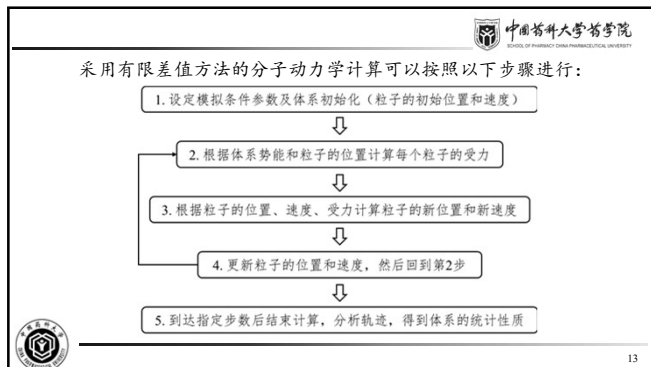 中国药科大学药学院
SCHOOL OF PHARMACY CHINA PHARMACEUTICAL UNIVERSITY
采用有限差值方法的分子动力学计算可以按照以下步骤进行：
1. 设定模拟条件参数及体系初始化（粒子的初始位置和速度）
2. 根据体系势能和粒子的位置计算每个粒子的受力
3. 根据粒子的位置、速度、受力计算粒子的新位置和新速度
4. 更新粒子的位置和速度，然后回到第2步
5. 到达指定步数后结束计算，分析轨迹，得到体系的统计性质
13